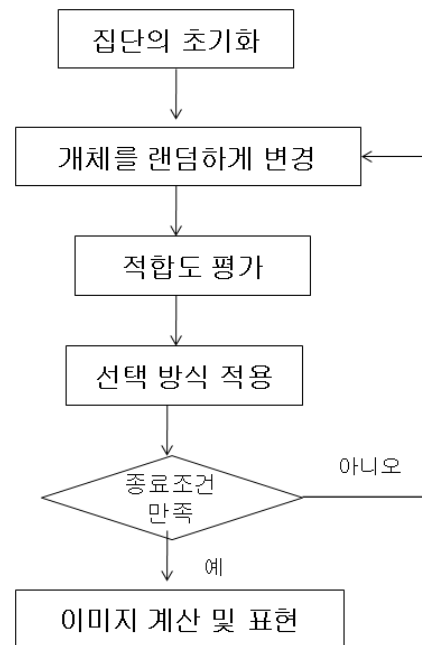 집단의 초기화
개체를 랜덤하게 변경
적합도 평가
선택 방식 적용
종료조건
만족
아니오
예
이미지 계산 및 표현